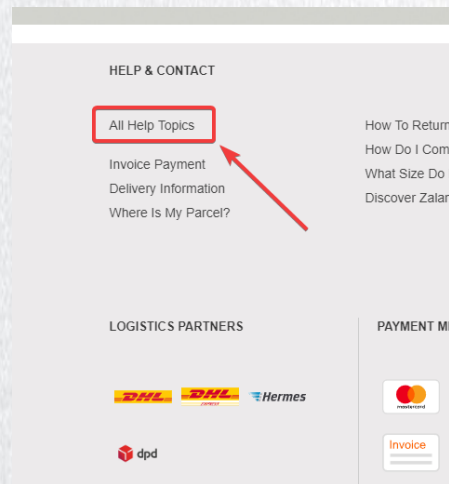 HELP & CONTACT
All Help Topics
Invoice Payment
Delivery Information
Where Is My Parcel?
How To Return
How Do I Com
What Size Do
Discover Zalan
LOGISTICS PARTNERS
DHL
DHL
EXPRESS
Hermes
dpd
PAYMENT M
mastercard
Invoice